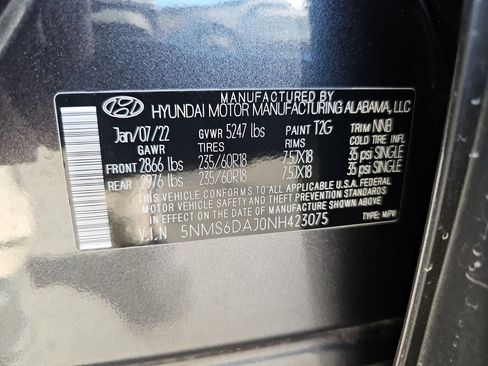 MANUFACTURED BY
HYUNDAI MOTOR MANUFACTURING ALABAMA, LLC
Jan/07/22 GVWR 5247 lbs PAINT T2G TRIM NNB
GAWR TIRES RIMS COLD TIRE INFL
FRONT 2866 lbs 235/60R18 7.5JX18 35 psi SINGLE
REAR 2976 lbs 235/60R18 7.5JX18 35 psi SINGLE
THIS VEHICLE CONFORMS TO ALL APPLICABLE U.S.A. FEDERAL
MOTOR VEHICLE SAFETY AND THEFT PREVENTION STANDARDS
IN EFFECT ON THE DATE OF MANUFACTURE SHOWN ABOVE.
V.I.N 5NMS6DAJ0NH423075 TYPE: MPV